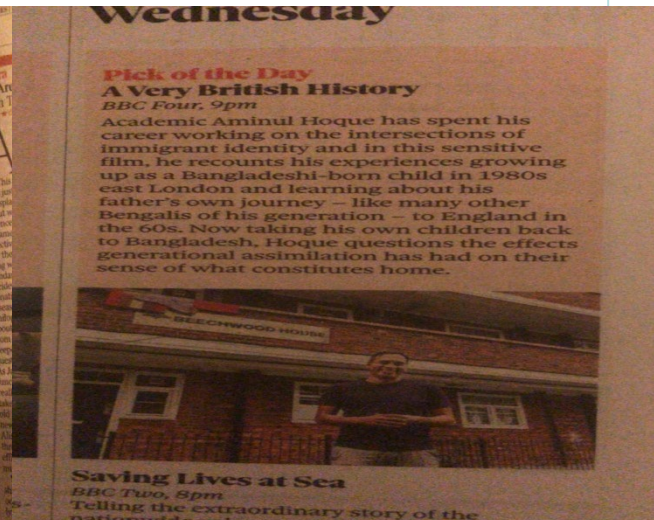 Wednesday
Pick of the Day
A Very British History
BBC Four, 9pm
Academic Aminul Hoque has spent his
career working on the intersections of
immigrant identity and in this sensitive
film, he recounts his experiences growing
up as a Bangladeshi-born child in 1980s
east London and learning about his
father's own journey – like many other
Bengalis of his generation – to England in
the 60s. Now taking his own children back
to Bangladesh, Hoque questions the effects
generational assimilation has had on their
sense of what constitutes home.
BEECHWOOD HOUSE
Saving Lives at Sea
BBC Two, 8pm
Telling the extraordinary story of the